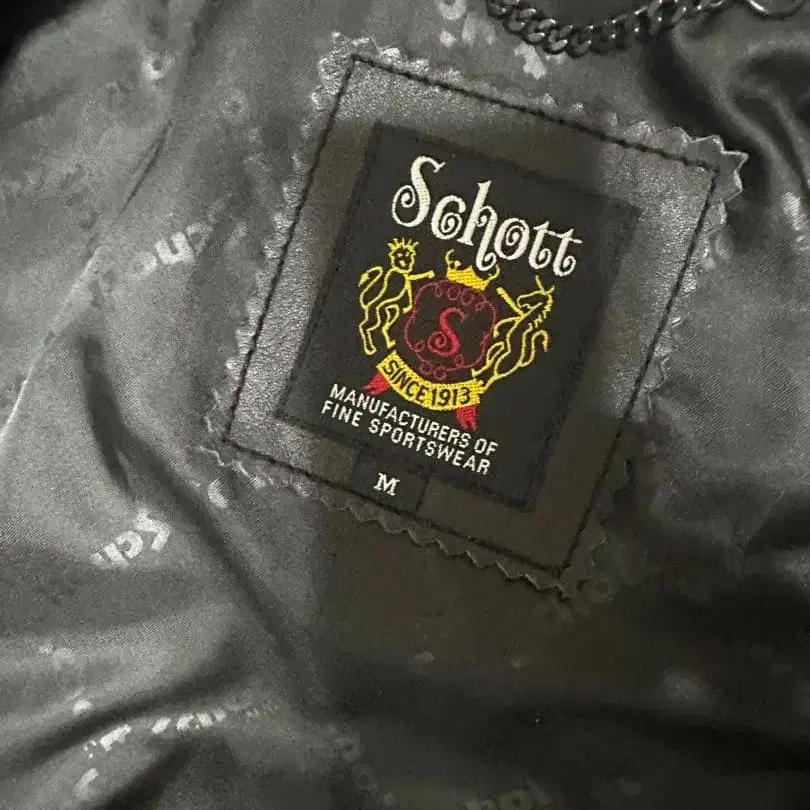 Schott
S
SINCE 1913
MANUFACTURERS OF
FINE SPORTSWEAR
M